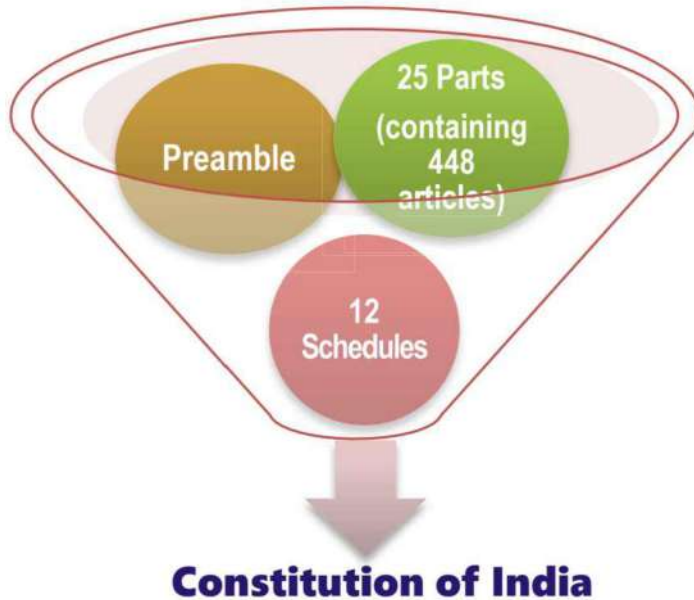 Preamble
25 Parts
(containing
448
articles)
12
Schedules
Constitution of India